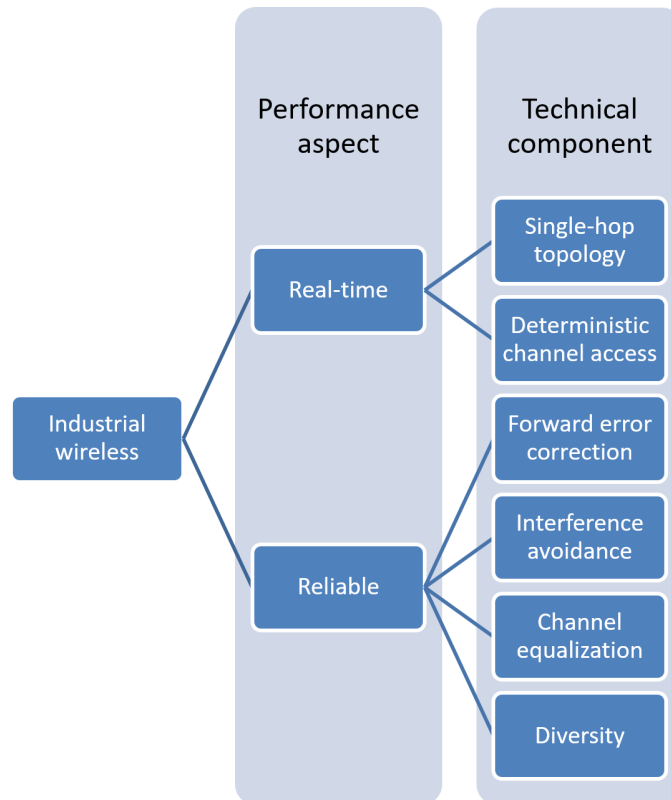 Performance
aspect
Technical
component
Industrial
wireless
Real-time
Single-hop
topology
Deterministic
channel access
Reliable
Forward error
correction
Interference
avoidance
Channel
equalization
Diversity